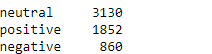 neutral 3130
positive 1852
negative 860